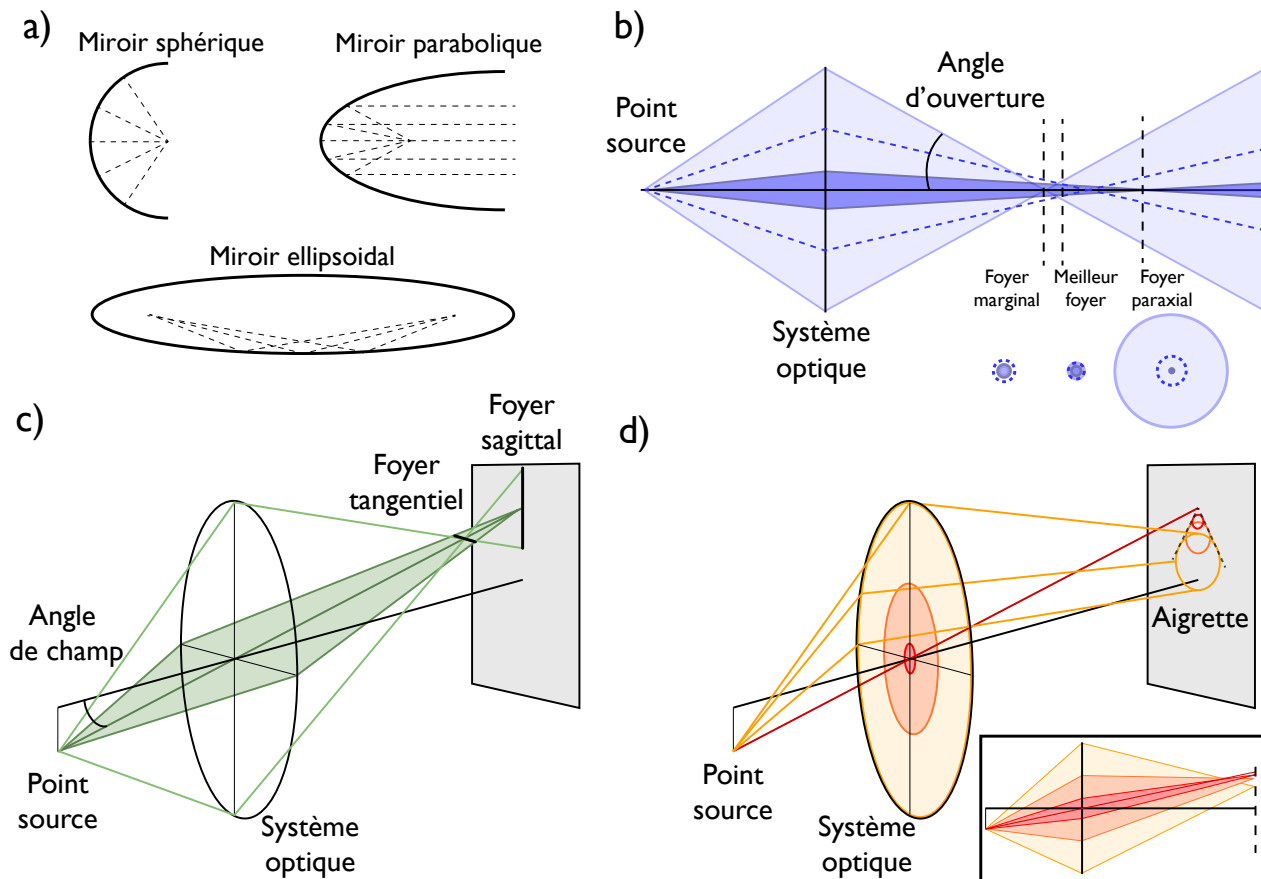 a)
Miroir sphérique
Miroir parabolique
Miroir ellipsoidal
b)
Point
source
Angle
d'ouverture
Système
optique
Foyer
marginal
Meilleur
foyer
Foyer
paraxial
c)
Foyer
sagittal
Foyer
tangentiel
Angle
de champ
Point
source
Système
optique
d)
Aigrette
Point
source
Système
optique